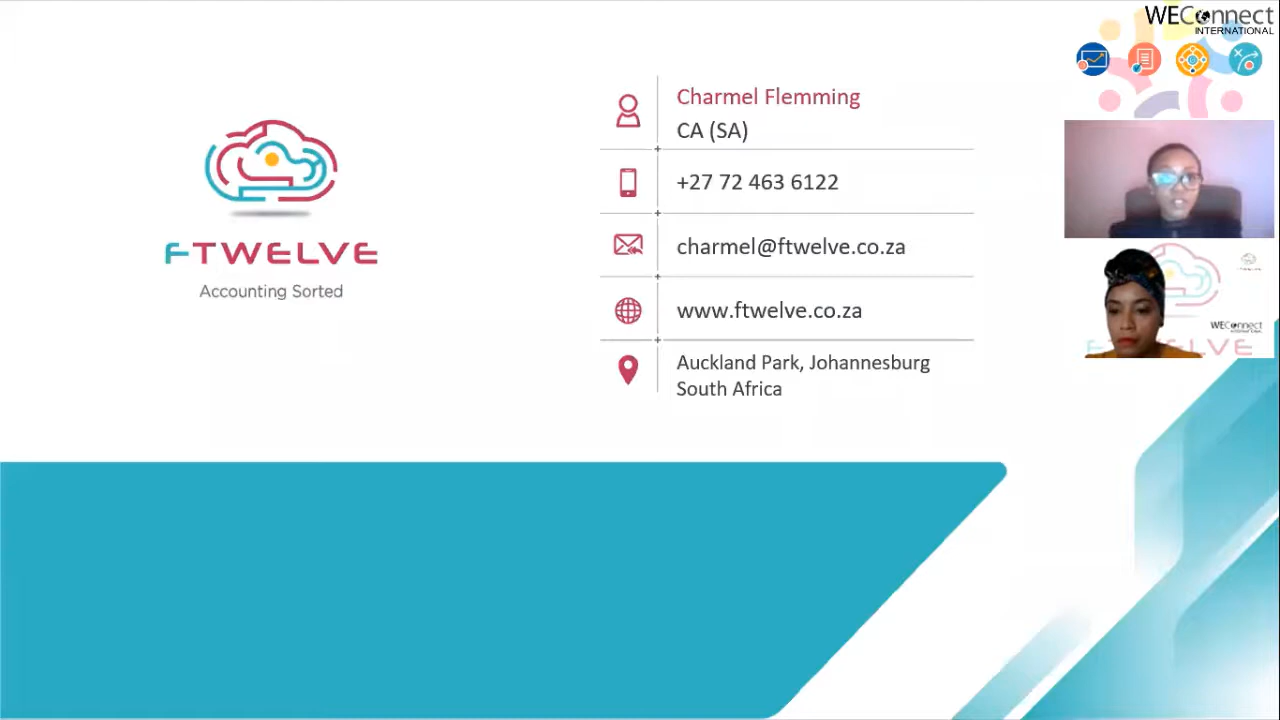 WEConnect
INTERNATIONAL
Charmel Flemming
CA (SA)
+27 72 463 6122
charmel@ftwelve.co.za
www.ftwelve.co.za
Auckland Park, Johannesburg
South Africa
FTWELVE
Accounting Sorted
WEConnect